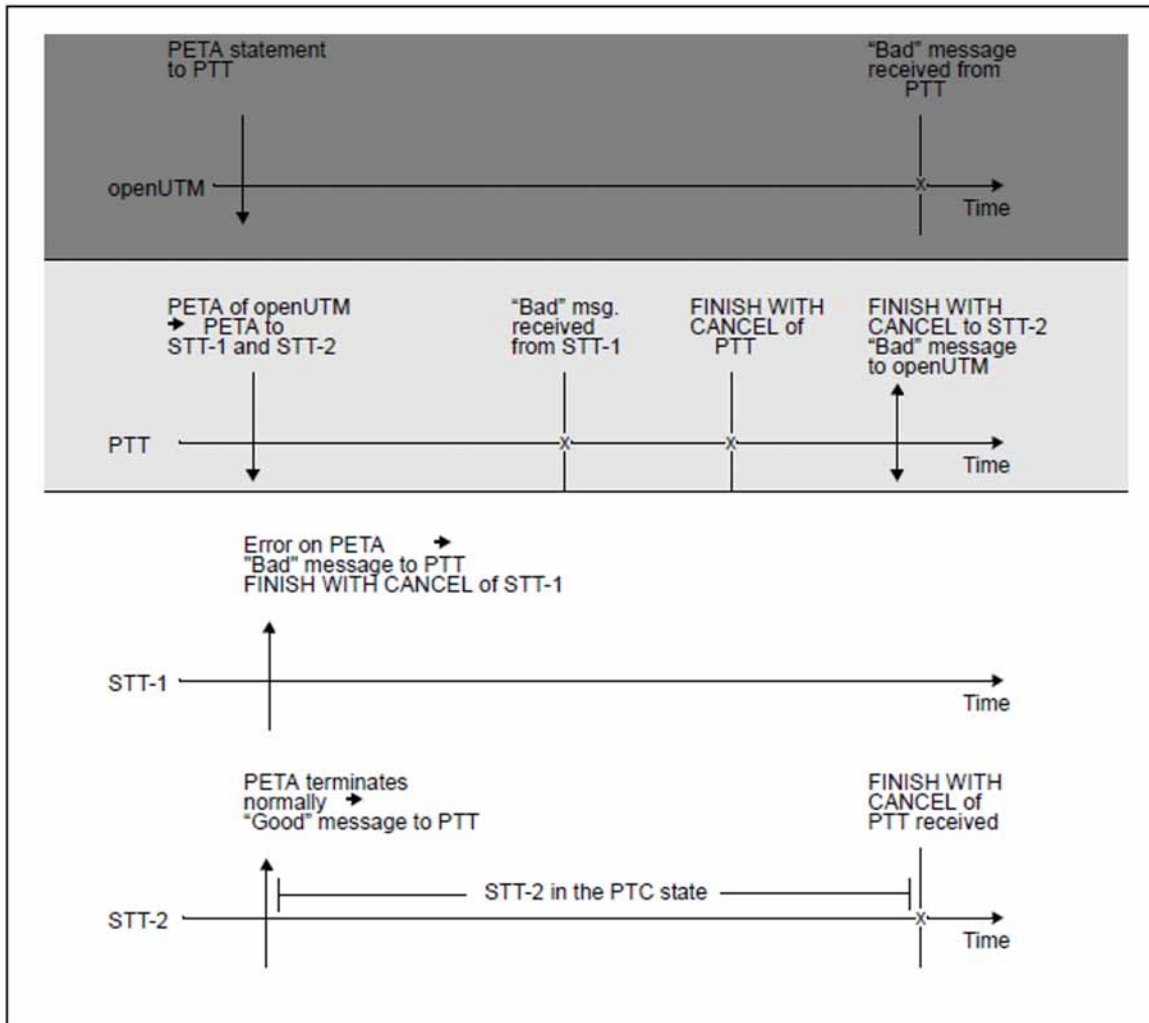 PETA statement
to PTT
"Bad" message
received from
PTT
openUTM
X
Time
PETA of openUTM
➔ PETA to
STT-1 and STT-2
"Bad" msg.
received
from STT-1
FINISH WITH
CANCEL of
PTT
FINISH WITH
CANCEL to STT-2
"Bad" message
to openUTM
PTT
X
X
Time
Error on PETA ➔
"Bad" message to PTT
FINISH WITH CANCEL of STT-1
STT-1
Time
PETA terminates
normally ➔
"Good" message to PTT
FINISH WITH
CANCEL of
PTT received
STT-2 in the PTC state
STT-2
X
Time